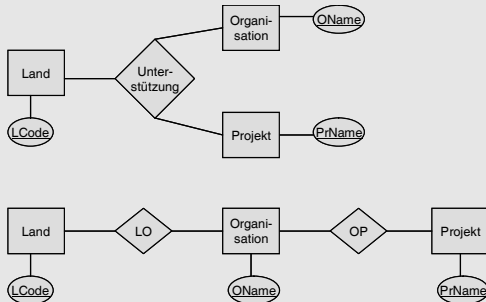 Organi-
sation
OName
Land
Unter-
stützung
LCode
Projekt
PrName
Land
LO
Organi-
sation
OP
Projekt
LCode
OName
PrName